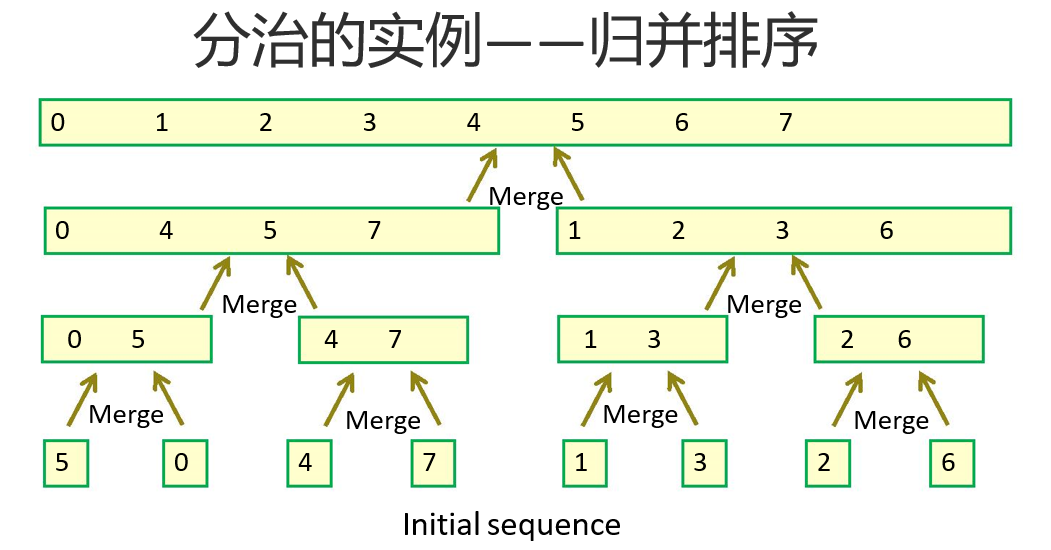 分治的实例——归并排序
0 1 2 3 4 5 6 7
Merge
0 4 5 7
1 2 3 6
Merge
Merge
0 5
4 7
1 3
2 6
Merge
Merge
Merge
Merge
5
0
4
7
1
3
2
6
Initial sequence